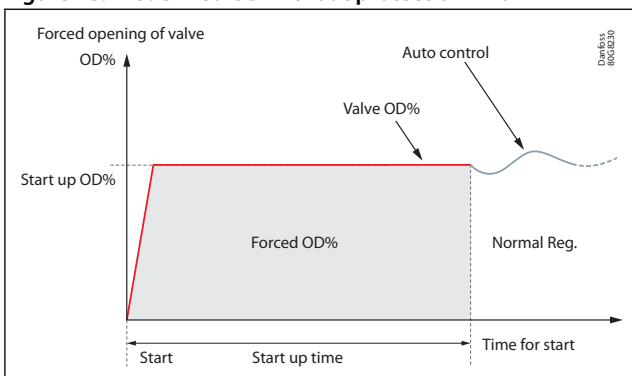 Forced opening of valve
OD%
Auto control
Danfoss
80G8230
Valve OD%
Start up OD%
Forced OD%
Normal Reg.
Time for start
Start
Start up time